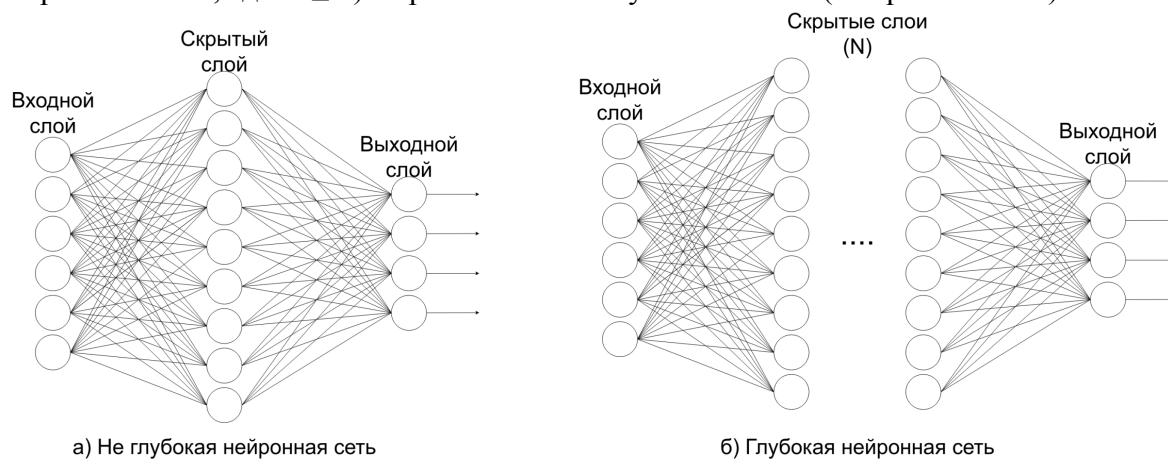 Скрытые слои
(N)
Скрытый
слой
Входной
слой
Выходной
слой
Входной
слой
Выходной
слой
....
а) Не глубокая нейронная сеть
б) Глубокая нейронная сеть